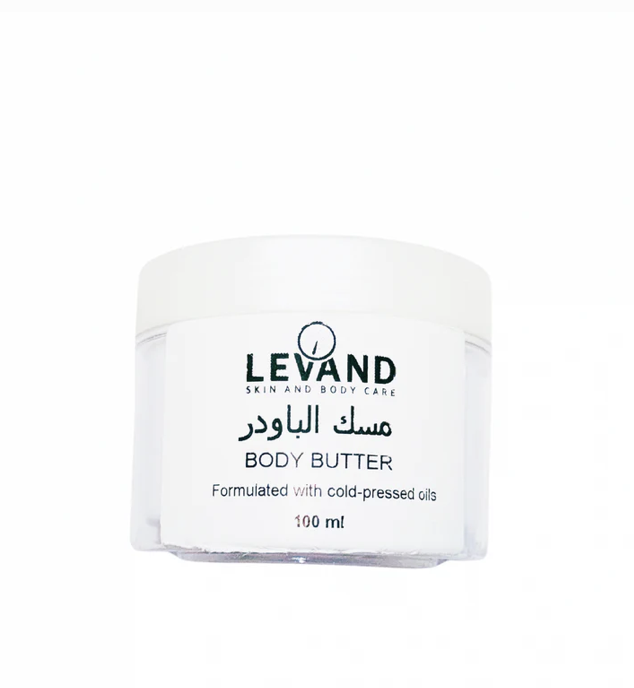 LEVAND
SKIN AND BODY CARE
مسك الباودر
BODY BUTTER
Formulated with cold-pressed oils
100 ml